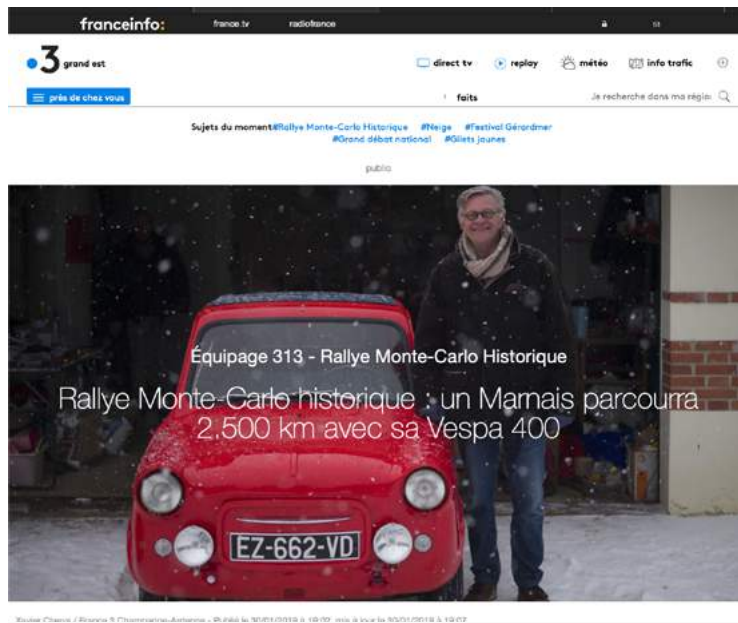 franceinfo: france.tv radiofrance
3 grand est
direct tv replay météo info trafic
près de chez vous faits Je recherche dans ma région
Sujets du moment #Rallye Monte-Carlo Historique #Neige #Festival Gérardmer
#Grand débat national #Gilets jaunes
publio
Équipage 313 - Rallye Monte-Carlo Historique
Rallye Monte-Carlo historique : un Marnais parcourra
2.500 km avec sa Vespa 400
EZ-662-VD